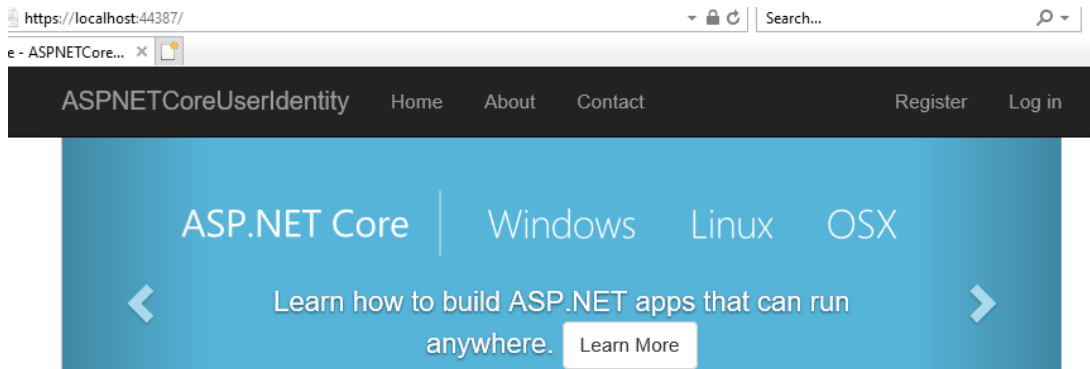 https://localhost:44387/ Search...
e - ASPNETCore...
ASPNETCoreUserIdentity Home About Contact Register Log in
ASP.NET Core Windows Linux OSX
Learn how to build ASP.NET apps that can run
anywhere. Learn More